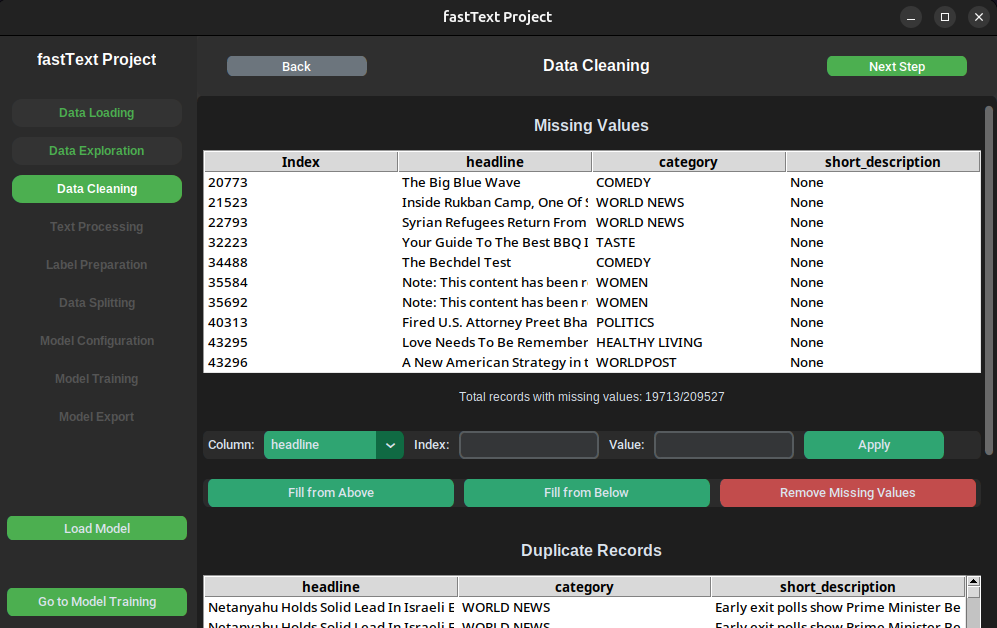 fastText Project
fastText Project
Back
Data Cleaning
Next Step
Data Loading
Data Exploration
Data Cleaning
Text Processing
Label Preparation
Data Splitting
Model Configuration
Model Training
Model Export
Load Model
Go to Model Training
Missing Values
Index headline category short_description
20773 The Big Blue Wave COMEDY None
21523 Inside Rukban Camp, One Of WORLD NEWS None
22793 Syrian Refugees Return From WORLD NEWS None
32223 Your Guide To The Best BBQ TASTE None
34488 The Bechdel Test COMEDY None
35584 Note: This content has been WOMEN None
35692 Note: This content has been WOMEN None
40313 Fired U.S. Attorney Preet Bha POLITICS None
43295 Love Needs To Be Remember HEALTHY LIVING None
43296 A New American Strategy in WORLDPOST None
Total records with missing values: 19713/209527
Column: headline Index: Value: Apply
Fill from Above Fill from Below Remove Missing Values
Duplicate Records
headline category short_description
Netanyahu Holds Solid Lead In Israeli WORLD NEWS Early exit polls show Prime Minister Be
Netanyahu Holds Solid Lead In Israeli WORLD NEWS Early exit polls show Prime Minister Be